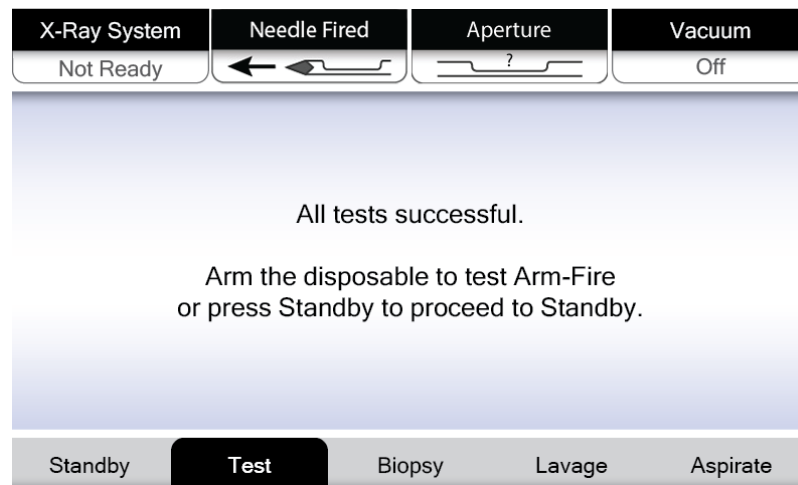 X-Ray System
Needle Fired
Aperture
Vacuum
Not Ready
?
Off
All tests successful.
Arm the disposable to test Arm-Fire
or press Standby to proceed to Standby.
Standby
Test
Biopsy
Lavage
Aspirate